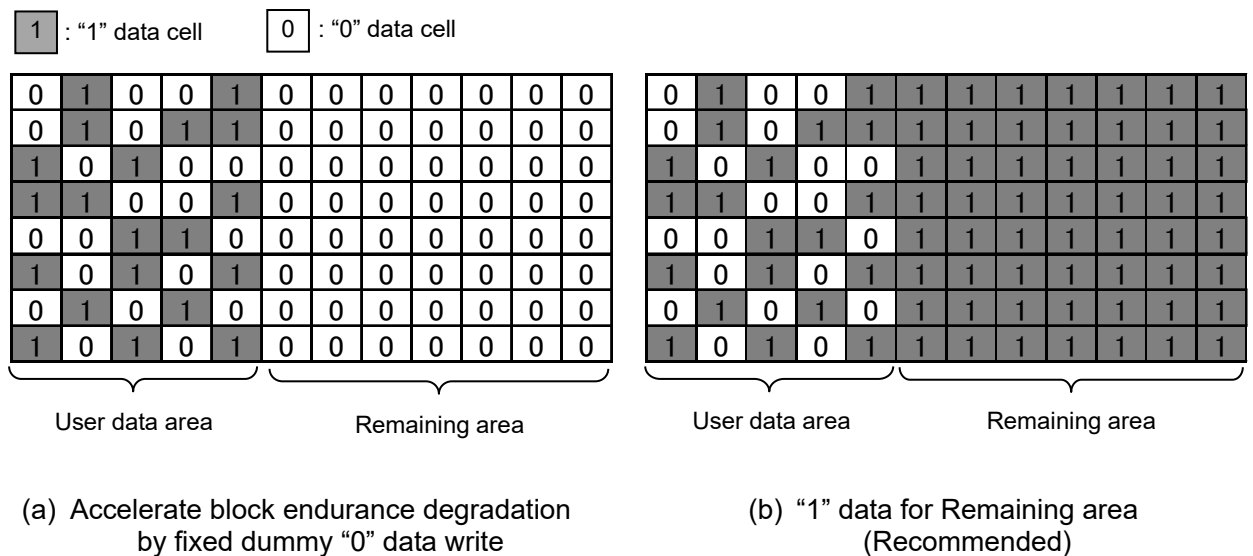 1 : “1” data cell 0 : “0” data cell
0 1 0 0 1 0 0 0 0 0 0 0
0 1 0 1 1 0 0 0 0 0 0 0
1 0 1 0 0 0 0 0 0 0 0 0
1 1 0 0 1 0 0 0 0 0 0 0
0 0 1 1 0 0 0 0 0 0 0 0
1 0 1 0 1 0 0 0 0 0 0 0
0 1 0 1 0 0 0 0 0 0 0 0
1 0 1 0 1 0 0 0 0 0 0 0
User data area Remaining area
(a) Accelerate block endurance degradation
by fixed dummy “0” data write
0 1 0 0 1 1 1 1 1 1 1 1
0 1 0 1 1 1 1 1 1 1 1 1
1 0 1 0 0 1 1 1 1 1 1 1
1 1 0 0 1 1 1 1 1 1 1 1
0 0 1 1 0 1 1 1 1 1 1 1
1 0 1 0 1 1 1 1 1 1 1 1
0 1 0 1 0 1 1 1 1 1 1 1
1 0 1 0 1 1 1 1 1 1 1 1
User data area Remaining area
(b) “1” data for Remaining area
(Recommended)